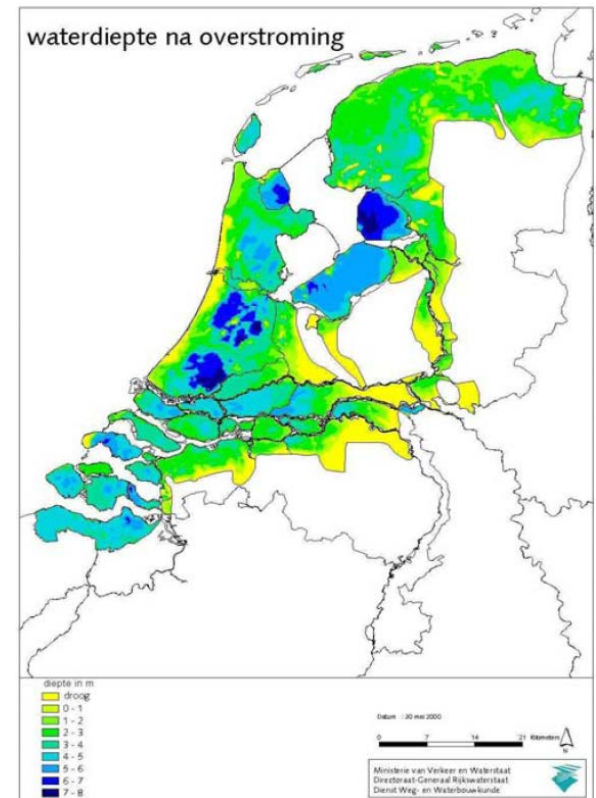 waterdiepte na overstroming
diepte in m
droog
0 - 1
1 - 2
2 - 3
3 - 4
4 - 5
5 - 6
6 - 7
7 - 8
Datum : 30 mei 2000
0 7 14 21 Kilometers
N
Ministerie van Verkeer en Waterstaat
Directoraat-Generaal Rijkswaterstaat
Dienst Weg- en Waterbouwkunde